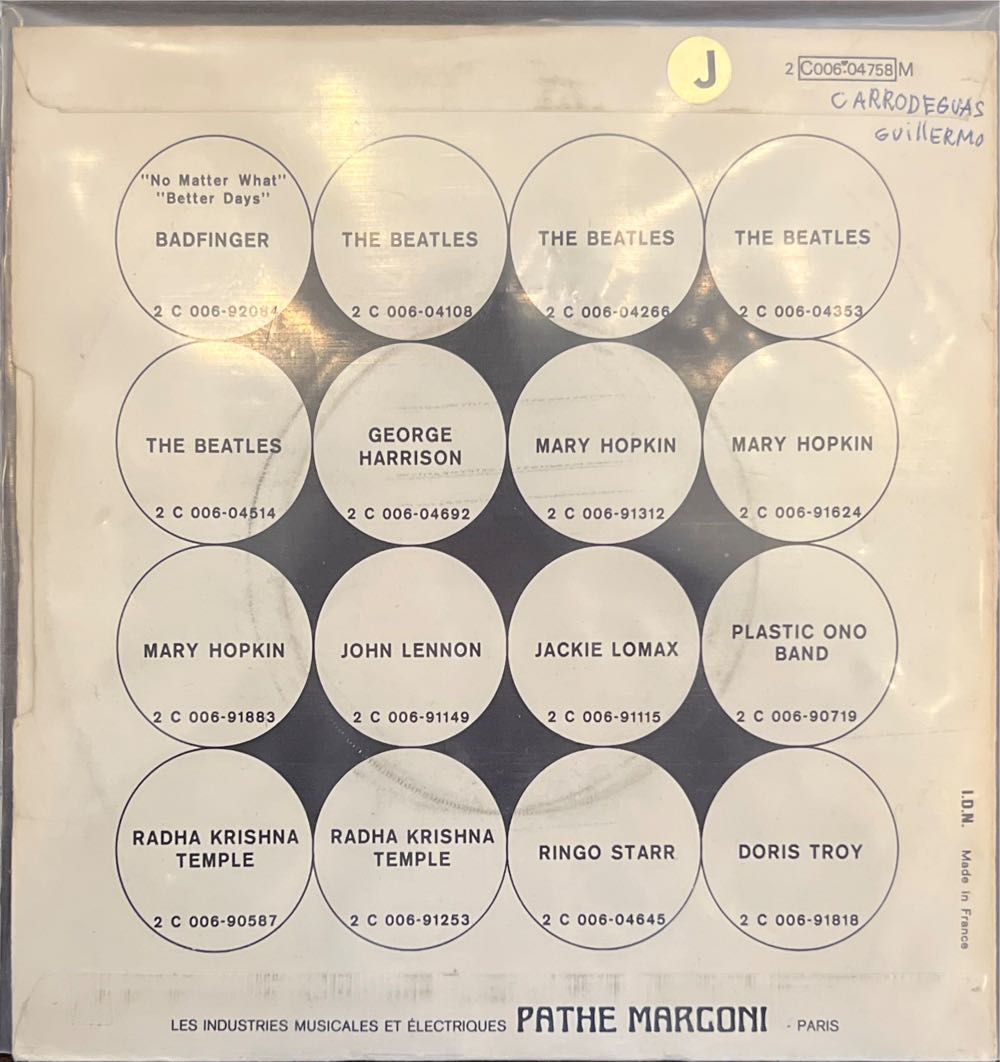 J
2 C006-04758 M
CARRODEGUAS
GUILLERMO
"No Matter What"
"Better Days"
BADFINGER
2 C 006-92084
THE BEATLES
2 C 006-04108
THE BEATLES
2 C 006-04266
THE BEATLES
2 C 006-04353
THE BEATLES
2 C 006-04514
GEORGE
HARRISON
2 C 006-04692
MARY HOPKIN
2 C 006-91312
MARY HOPKIN
2 C 006-91624
MARY HOPKIN
2 C 006-91883
JOHN LENNON
2 C 006-91149
JACKIE LOMAX
2 C 006-91115
PLASTIC ONO
BAND
2 C 006-90719
RADHA KRISHNA
TEMPLE
2 C 006-90587
RADHA KRISHNA
TEMPLE
2 C 006-91253
RINGO STARR
2 C 006-04645
DORIS TROY
2 C 006-91818
I.D.N. Made in France
LES INDUSTRIES MUSICALES ET ÉLECTRIQUES PATHE MARCONI - PARIS